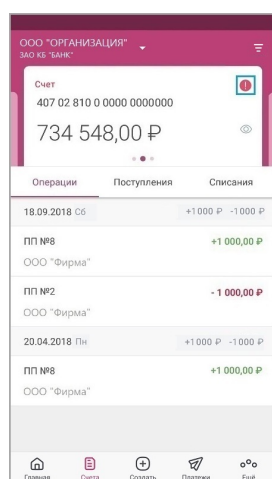 ООО "ОРГАНИЗАЦИЯ"
ЗАО КБ "БАНК"
Счет
407 02 810 0 0000 0000000
734 548,00 ₽
Операции Поступления Списания
18.09.2018 Сб +1000 ₽ -1000 ₽
ПП №8 +1 000,00 ₽
ООО "Фирма"
ПП №2 - 1 000,00 ₽
ООО "Фирма"
20.04.2018 Пн +1000 ₽ -1000 ₽
ПП №8 +1 000,00 ₽
ООО "Фирма"
Главная Счета Создать Платежи Ещё